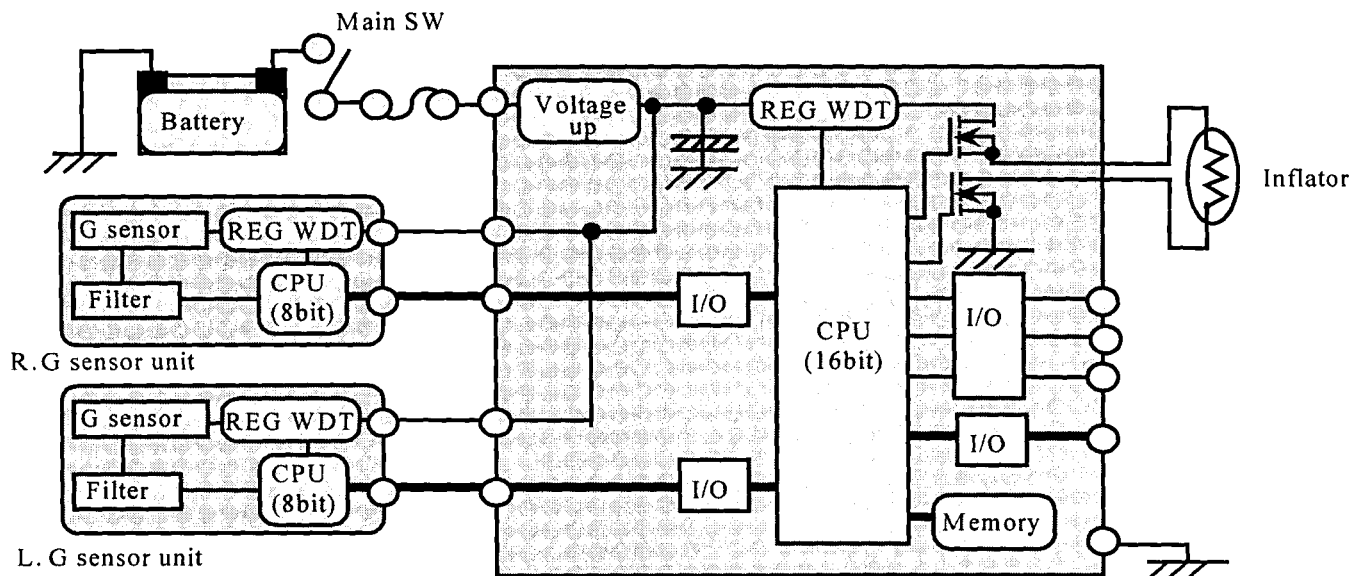 Main SW
Battery
Voltage
up
REG WDT
Inflator
G sensor
REG WDT
Filter
CPU
(8bit)
R.G sensor unit
I/O
CPU
(16bit)
I/O
G sensor
REG WDT
Filter
CPU
(8bit)
L.G sensor unit
I/O
I/O
Memory